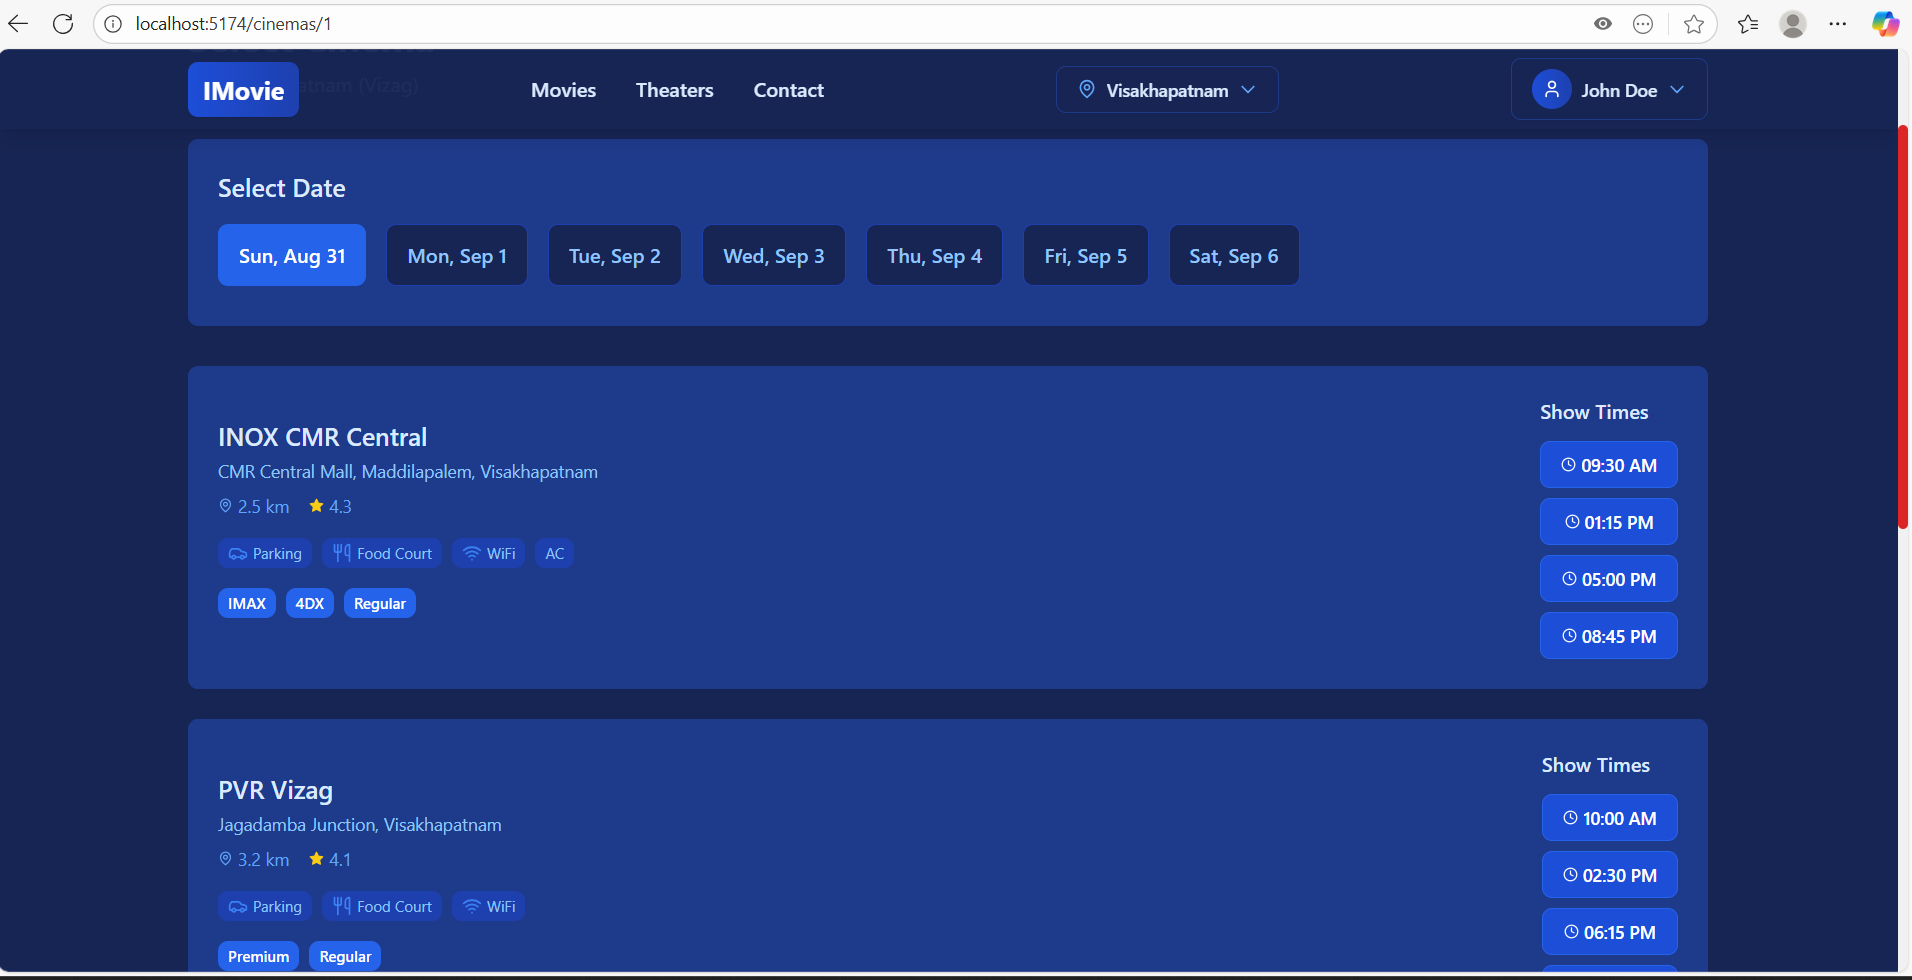 localhost:5174/cinemas/1
IMovie
atnam (Vizag)
Movies
Theaters
Contact
Visakhapatnam
John Doe
Select Date
Sun, Aug 31
Mon, Sep 1
Tue, Sep 2
Wed, Sep 3
Thu, Sep 4
Fri, Sep 5
Sat, Sep 6
INOX CMR Central
CMR Central Mall, Maddilapalem, Visakhapatnam
2.5 km 4.3
Parking Food Court WiFi AC
IMAX 4DX Regular
Show Times
09:30 AM
01:15 PM
05:00 PM
08:45 PM
PVR Vizag
Jagadamba Junction, Visakhapatnam
3.2 km 4.1
Parking Food Court WiFi
Premium Regular
Show Times
10:00 AM
02:30 PM
06:15 PM